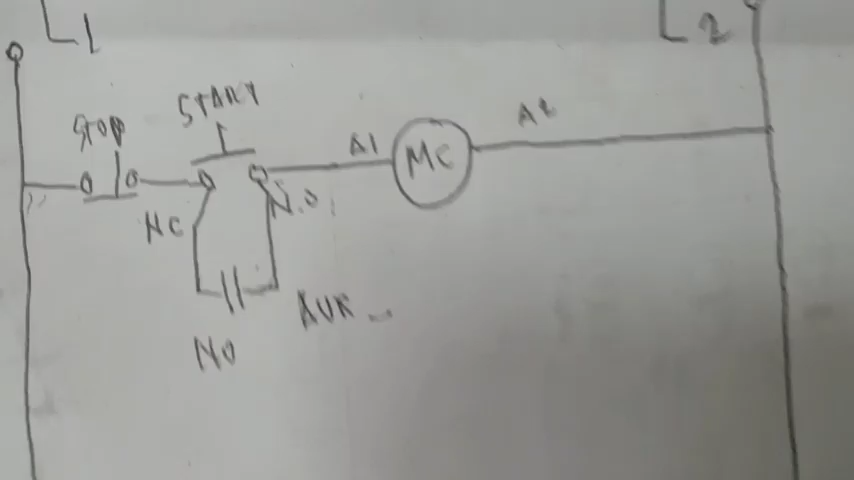 L1
L2
START
STOP
A1
MC
A2
NC
N.O.
AUX
NO